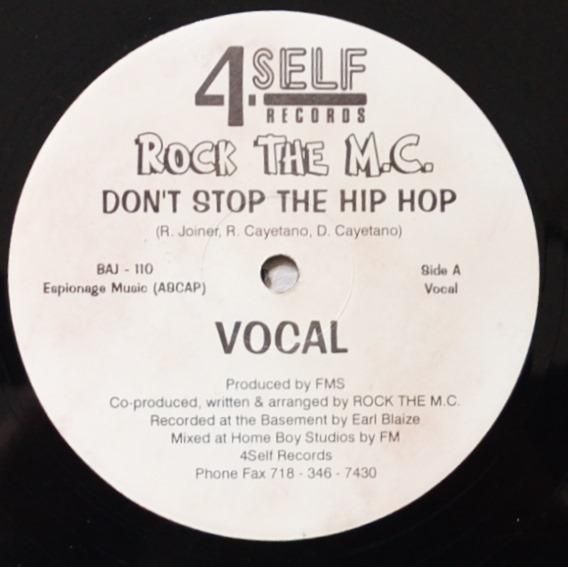 4.SELF
RECORDS
ROCK THE M.C.
DON'T STOP THE HIP HOP
(R. Joiner, R. Cayetano, D. Cayetano)
BAJ - 110
Espionage Music (ASCAP)
Side A
Vocal
VOCAL
Produced by FMS
Co-produced, written & arranged by ROCK THE M.C.
Recorded at the Basement by Earl Blaize
Mixed at Home Boy Studios by FM
4Self Records
Phone Fax 718 - 346 - 7430